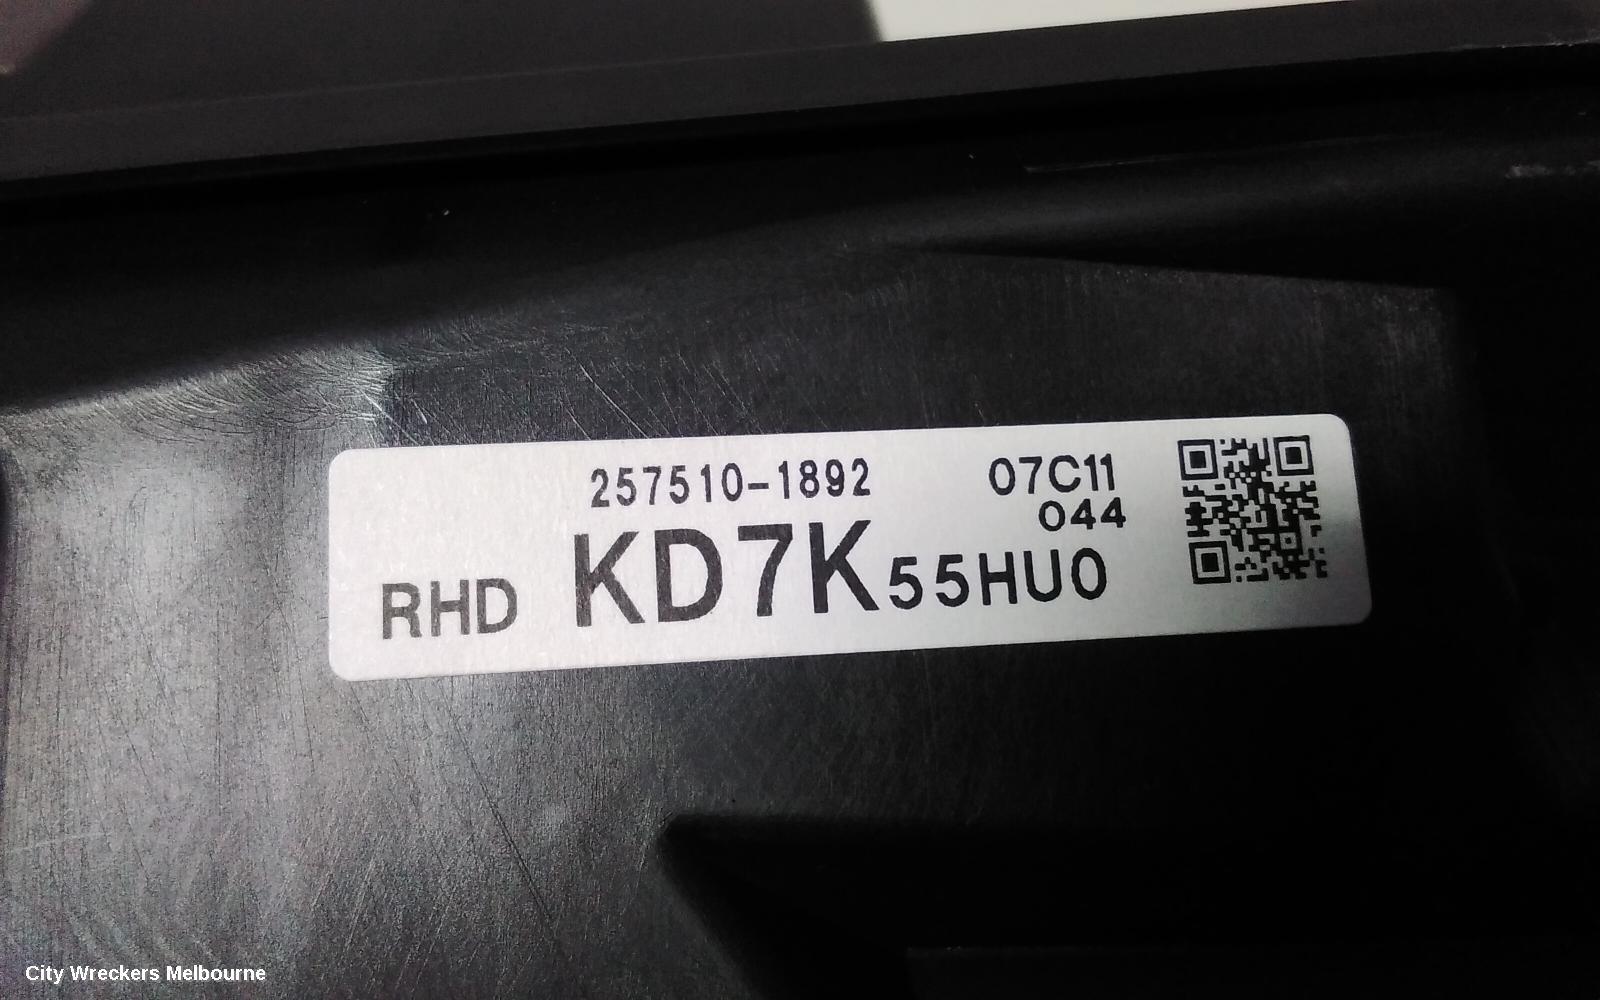 257510-1892 07C11
044
RHD KD7K55HU0
City Wreckers Melbourne